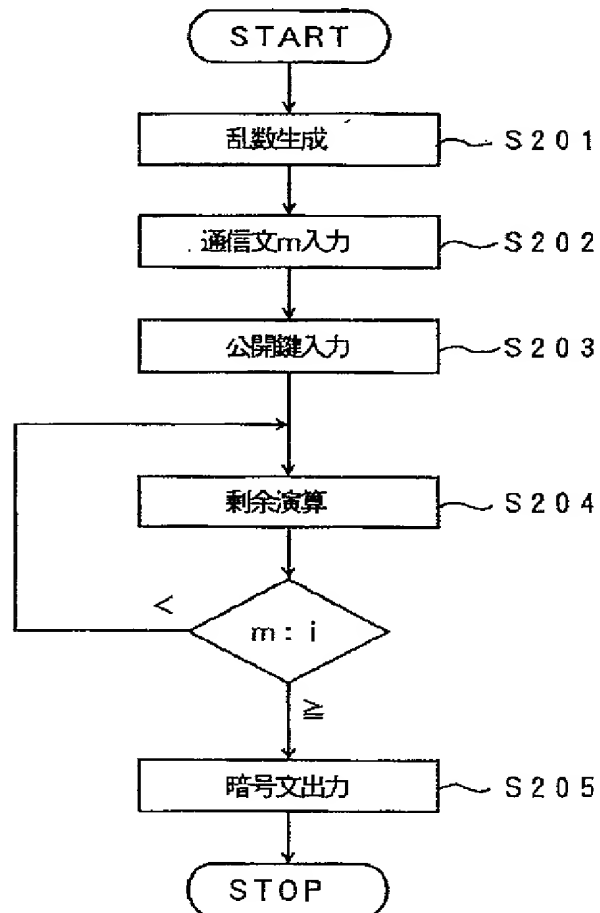 START
乱数生成
S201
通信文m入力
S202
公開鍵入力
S203
剰余演算
S204
<
m:i
≧
暗号文出力
S205
STOP